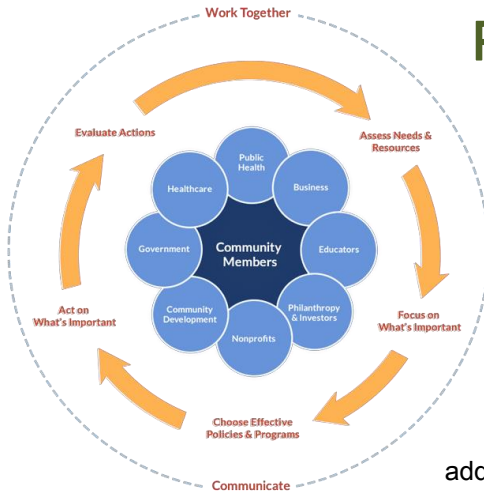 Work Together
Evaluate Actions
Assess Needs &
Resources
Public
Health
Healthcare
Business
Government
Community
Members
Educators
Community
Development
Philanthropy
& Investors
Nonprofits
Act on
What's Important
Focus on
What's Important
Choose Effective
Policies & Programs
Communicate
add